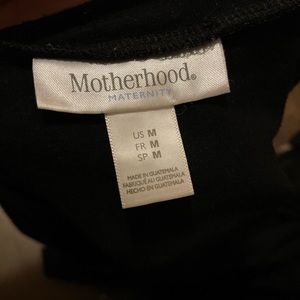 Motherhood®
MATERNITY
US M
FR M
SP M
MADE IN GUATEMALA
FABRIQUÉ AU GUATEMALA
HECHO EN GUATEMALA